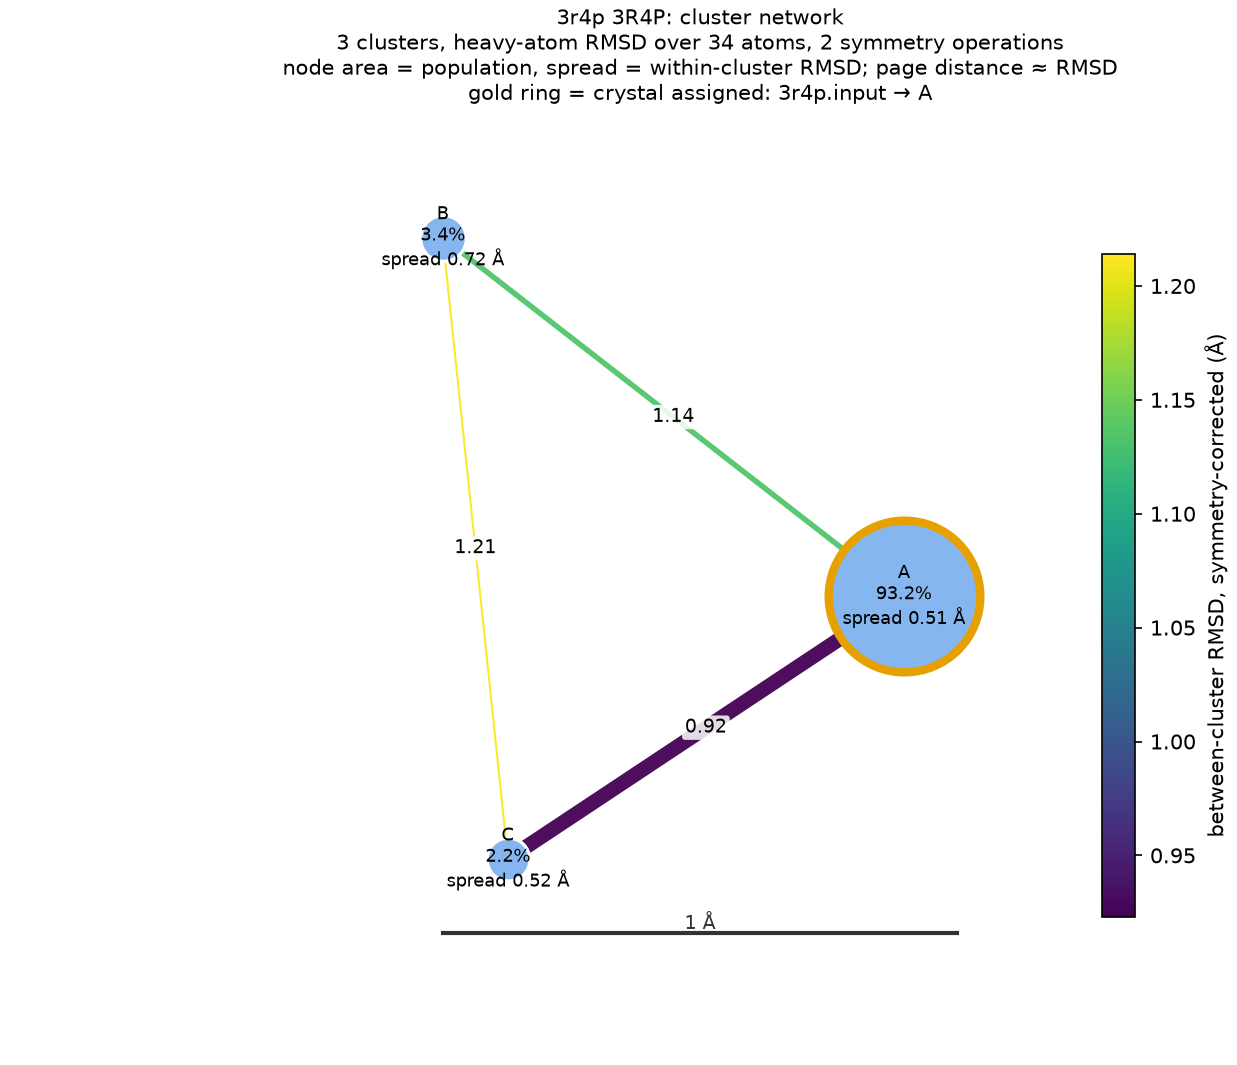 3r4p 3R4P: cluster network
3 clusters, heavy-atom RMSD over 34 atoms, 2 symmetry operations
node area = population, spread = within-cluster RMSD; page distance ≈ RMSD
gold ring = crystal assigned: 3r4p.input → A
B
3.4%
spread 0.72 Å
1.14
1.21
A
93.2%
spread 0.51 Å
0.92
C
2.2%
spread 0.52 Å
1 Å
1.20
1.15
1.10
1.05
1.00
0.95
between-cluster RMSD, symmetry-corrected (Å)